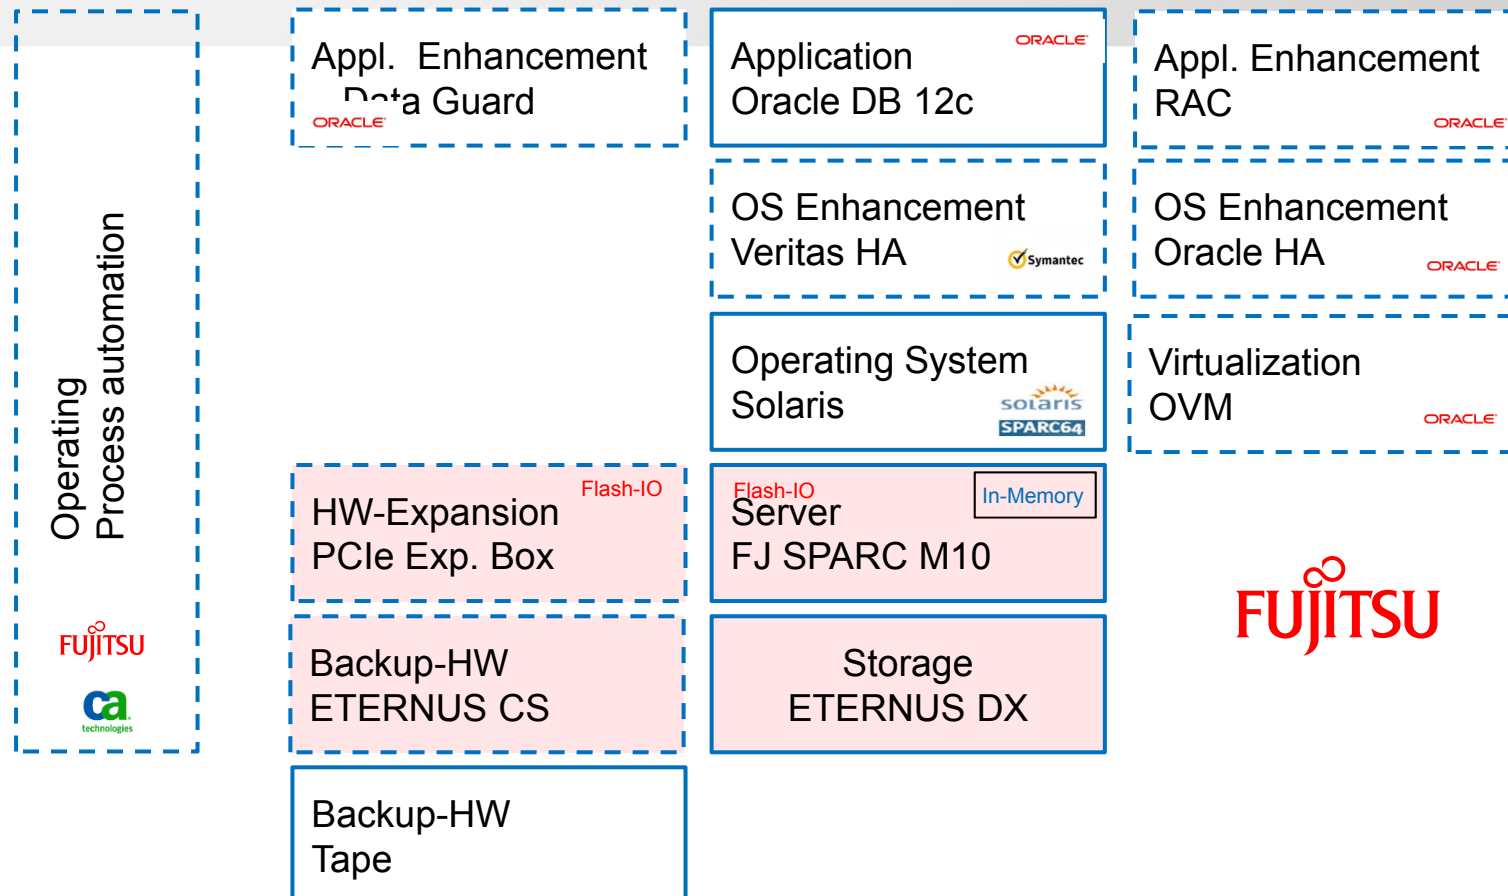 Operating
Process automation
FUJITSU
ca.
technologies
Appl. Enhancement
Data Guard
ORACLE
Application
Oracle DB 12c
ORACLE
Appl. Enhancement
RAC
ORACLE
OS Enhancement
Veritas HA
Symantec
OS Enhancement
Oracle HA
ORACLE
Operating System
Solaris
solaris
SPARC64
Virtualization
OVM
ORACLE
Flash-IO
HW-Expansion
PCIe Exp. Box
Flash-IO
In-Memory
Server
FJ SPARC M10
FUJITSU
Backup-HW
ETERNUS CS
Storage
ETERNUS DX
Backup-HW
Tape